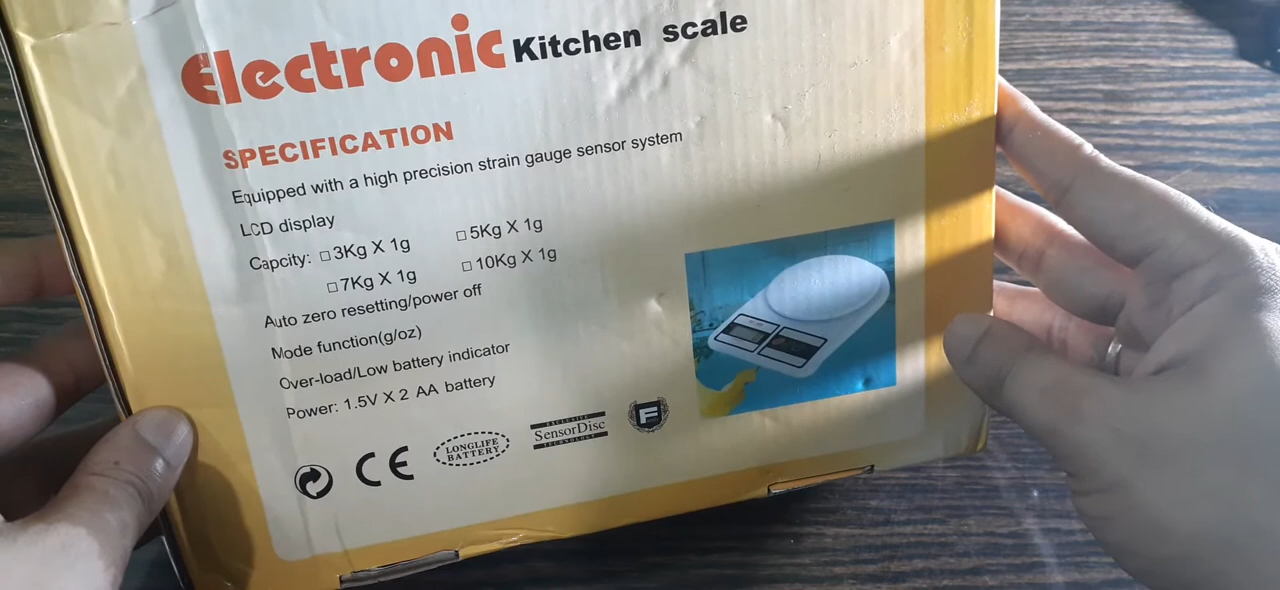 Electronic Kitchen scale
SPECIFICATION
Equipped with a high precision strain gauge sensor system
LCD display
Capcity: □3Kg X 1g □5Kg X 1g
□7Kg X 1g □10Kg X 1g
Auto zero resetting/power off
Mode function(g/oz)
Over-load/Low battery indicator
Power: 1.5V X 2 AA battery
CE
LONGLIFE
BATTERY
EXCLUSIVE
SensorDisc
TECHNOLOGY
F